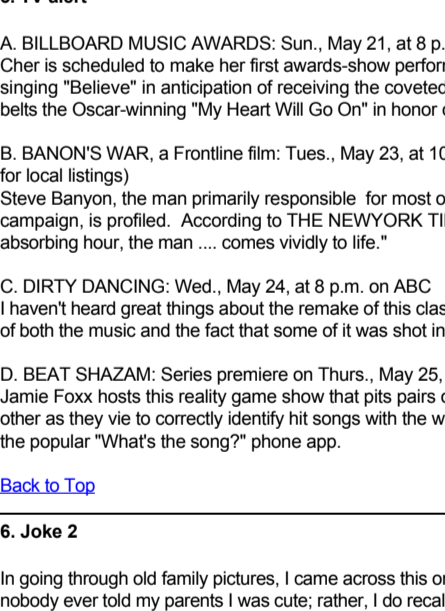 A. BILLBOARD MUSIC AWARDS: Sun., May 21, at 8 p.
Cher is scheduled to make her first awards-show perfor
singing "Believe" in anticipation of receiving the coveted
belts the Oscar-winning "My Heart Will Go On" in honor
B. BANON'S WAR, a Frontline film: Tues., May 23, at 10
for local listings)
Steve Banyon, the man primarily responsible  for most o
campaign, is profiled.  According to THE NEWYORK TI
absorbing hour, the man .... comes vividly to life."
C. DIRTY DANCING: Wed., May 24, at 8 p.m. on ABC
I haven't heard great things about the remake of this clas
of both the music and the fact that some of it was shot in
D. BEAT SHAZAM: Series premiere on Thurs., May 25,
Jamie Foxx hosts this reality game show that pits pairs
other as they vie to correctly identify hit songs with the w
the popular "What's the song?" phone app.
Back to Top
6. Joke 2
In going through old family pictures, I came across this o
nobody ever told my parents I was cute; rather, I do recal